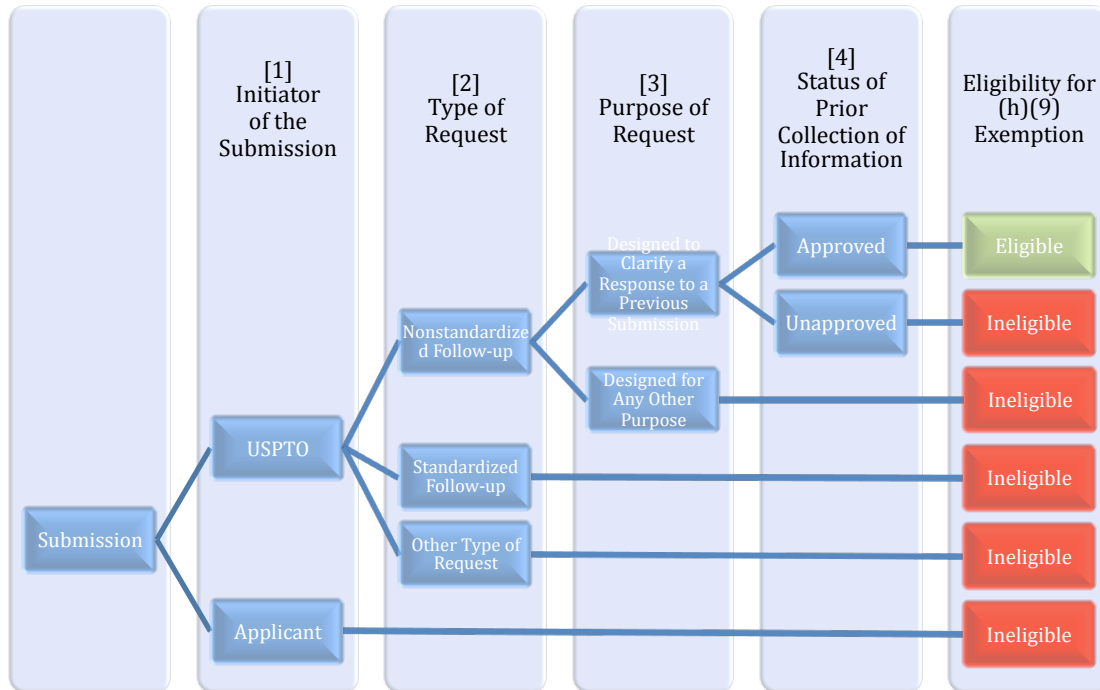 [1]
Initiator
of the
Submission
[2]
Type of
Request
[3]
Purpose of
Request
[4]
Status of
Prior
Collection of
Information
Eligibility for
(h)(9)
Exemption
Submission
USPTO
Applicant
Nonstandardize
d Follow-up
Standardized
Follow-up
Other Type of
Request
Designed to
Clarify a
Response to a
Previous
Submission
Designed for
Any Other
Purpose
Approved
Unapproved
Eligible
Ineligible
Ineligible
Ineligible
Ineligible
Ineligible